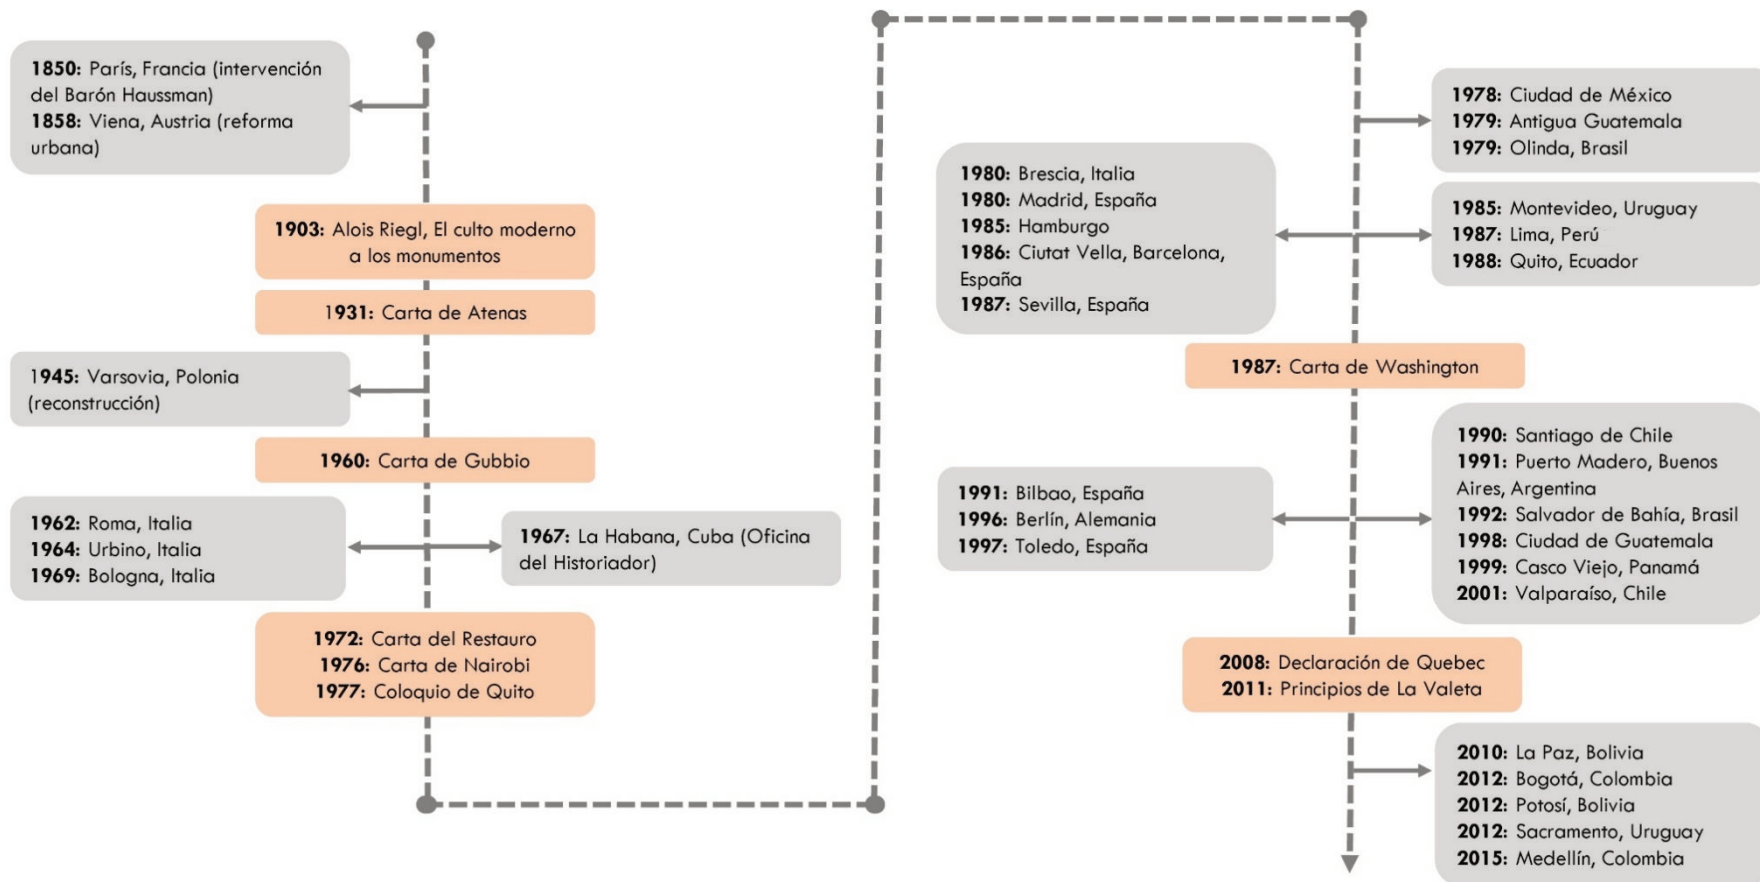 1850: París, Francia (intervención
del Barón Haussman)
1858: Viena, Austria (reforma
urbana)
1903: Alois Riegl, El culto moderno
a los monumentos
1931: Carta de Atenas
1945: Varsovia, Polonia
(reconstrucción)
1960: Carta de Gubbio
1962: Roma, Italia
1964: Urbino, Italia
1969: Bologna, Italia
1967: La Habana, Cuba (Oficina
del Historiador)
1972: Carta del Restauro
1976: Carta de Nairobi
1977: Coloquio de Quito
1978: Ciudad de México
1979: Antigua Guatemala
1979: Olinda, Brasil
1980: Brescia, Italia
1980: Madrid, España
1985: Hamburgo
1986: Ciutat Vella, Barcelona,
España
1987: Sevilla, España
1985: Montevideo, Uruguay
1987: Lima, Perú
1988: Quito, Ecuador
1987: Carta de Washington
1991: Bilbao, España
1996: Berlín, Alemania
1997: Toledo, España
1990: Santiago de Chile
1991: Puerto Madero, Buenos
Aires, Argentina
1992: Salvador de Bahía, Brasil
1998: Ciudad de Guatemala
1999: Casco Viejo, Panamá
2001: Valparaíso, Chile
2008: Declaración de Quebec
2011: Principios de La Valeta
2010: La Paz, Bolivia
2012: Bogotá, Colombia
2012: Potosí, Bolivia
2012: Sacramento, Uruguay
2015: Medellín, Colombia